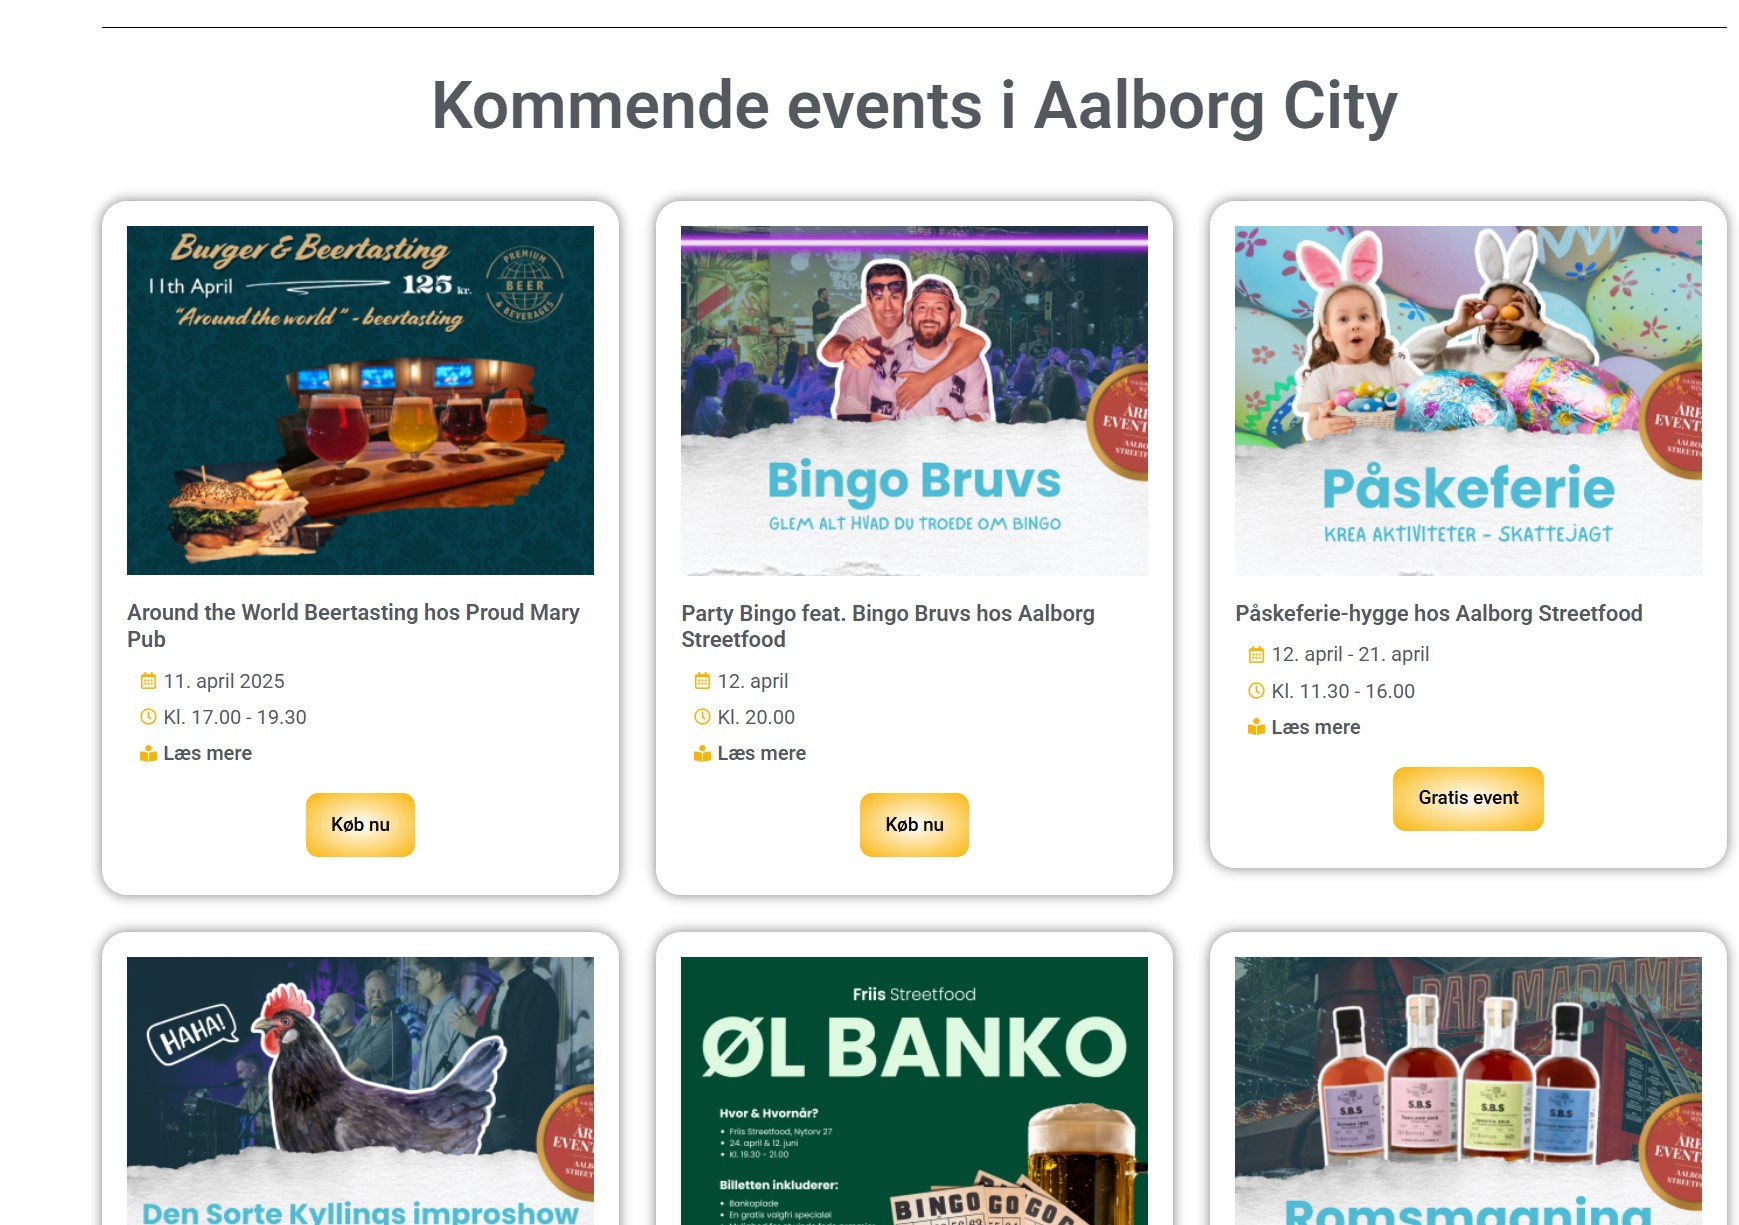 Kommende events i Aalborg City
Burger & Beertasting
11th April
125 kr.
PREMIUM
BEER
& BEVERAGES
"Around the world" - beertasting
Around the World Beertasting hos Proud Mary
Pub
11. april 2025
Kl. 17.00 - 19.30
Læs mere
Køb nu
Bingo Bruvs
GLEM ALT HVAD DU TROEDE OM BINGO
Party Bingo feat. Bingo Bruvs hos Aalborg
Streetfood
12. april
Kl. 20.00
Læs mere
Køb nu
Påskeferie
KREA AKTIVITETER - SKATTEJAGT
Påskeferie-hygge hos Aalborg Streetfood
12. april - 21. april
Kl. 11.30 - 16.00
Læs mere
Gratis event
HAHA!
Den Sorte Kyllings improshow
Friis Streetfood
ØL BANKO
Hvor & Hvornår?
Friis Streetfood, Nytorv 27
24. april & 12. juni
Kl. 19.30 - 21.00
Billetten inkluderer:
Bankoplade
En gratis valgfri specialøl
BINGO
BAR MADAME
S.B.S
S.B.S
S.B.S
S.B.S
Romsmagning